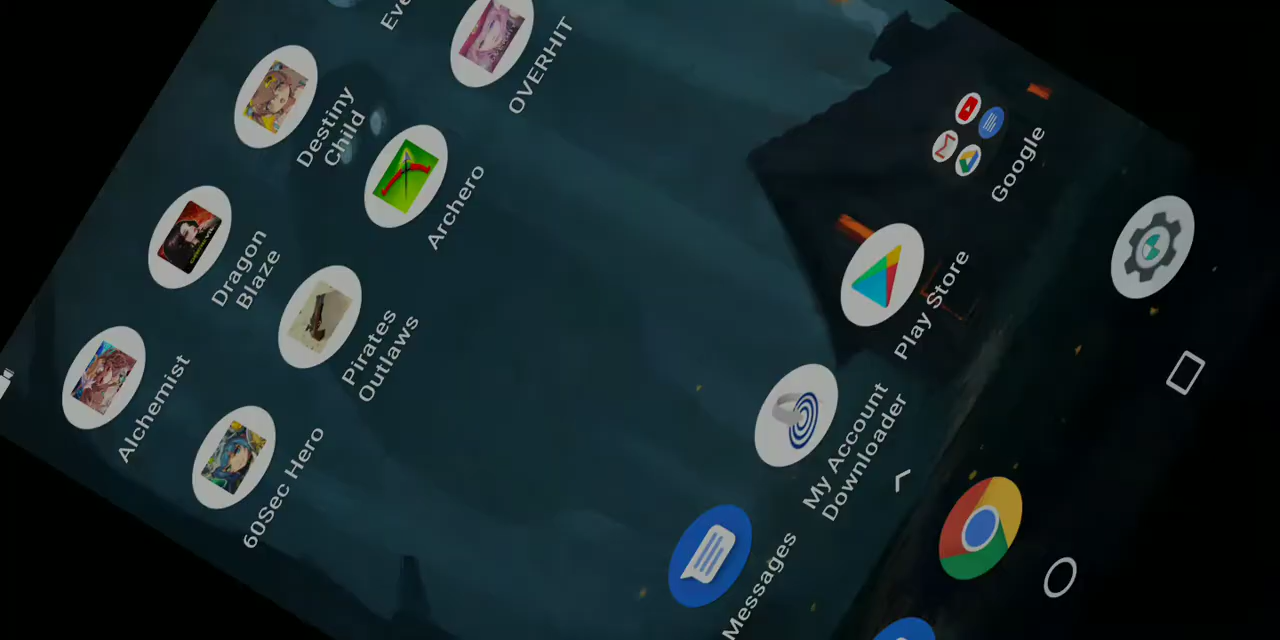 Alchemist
Dragon
Blaze
Destiny
Child
60Sec Hero
Pirates
Outlaws
Archero
OVERHIT
Messages
My Account
Downloader
Play Store
Google